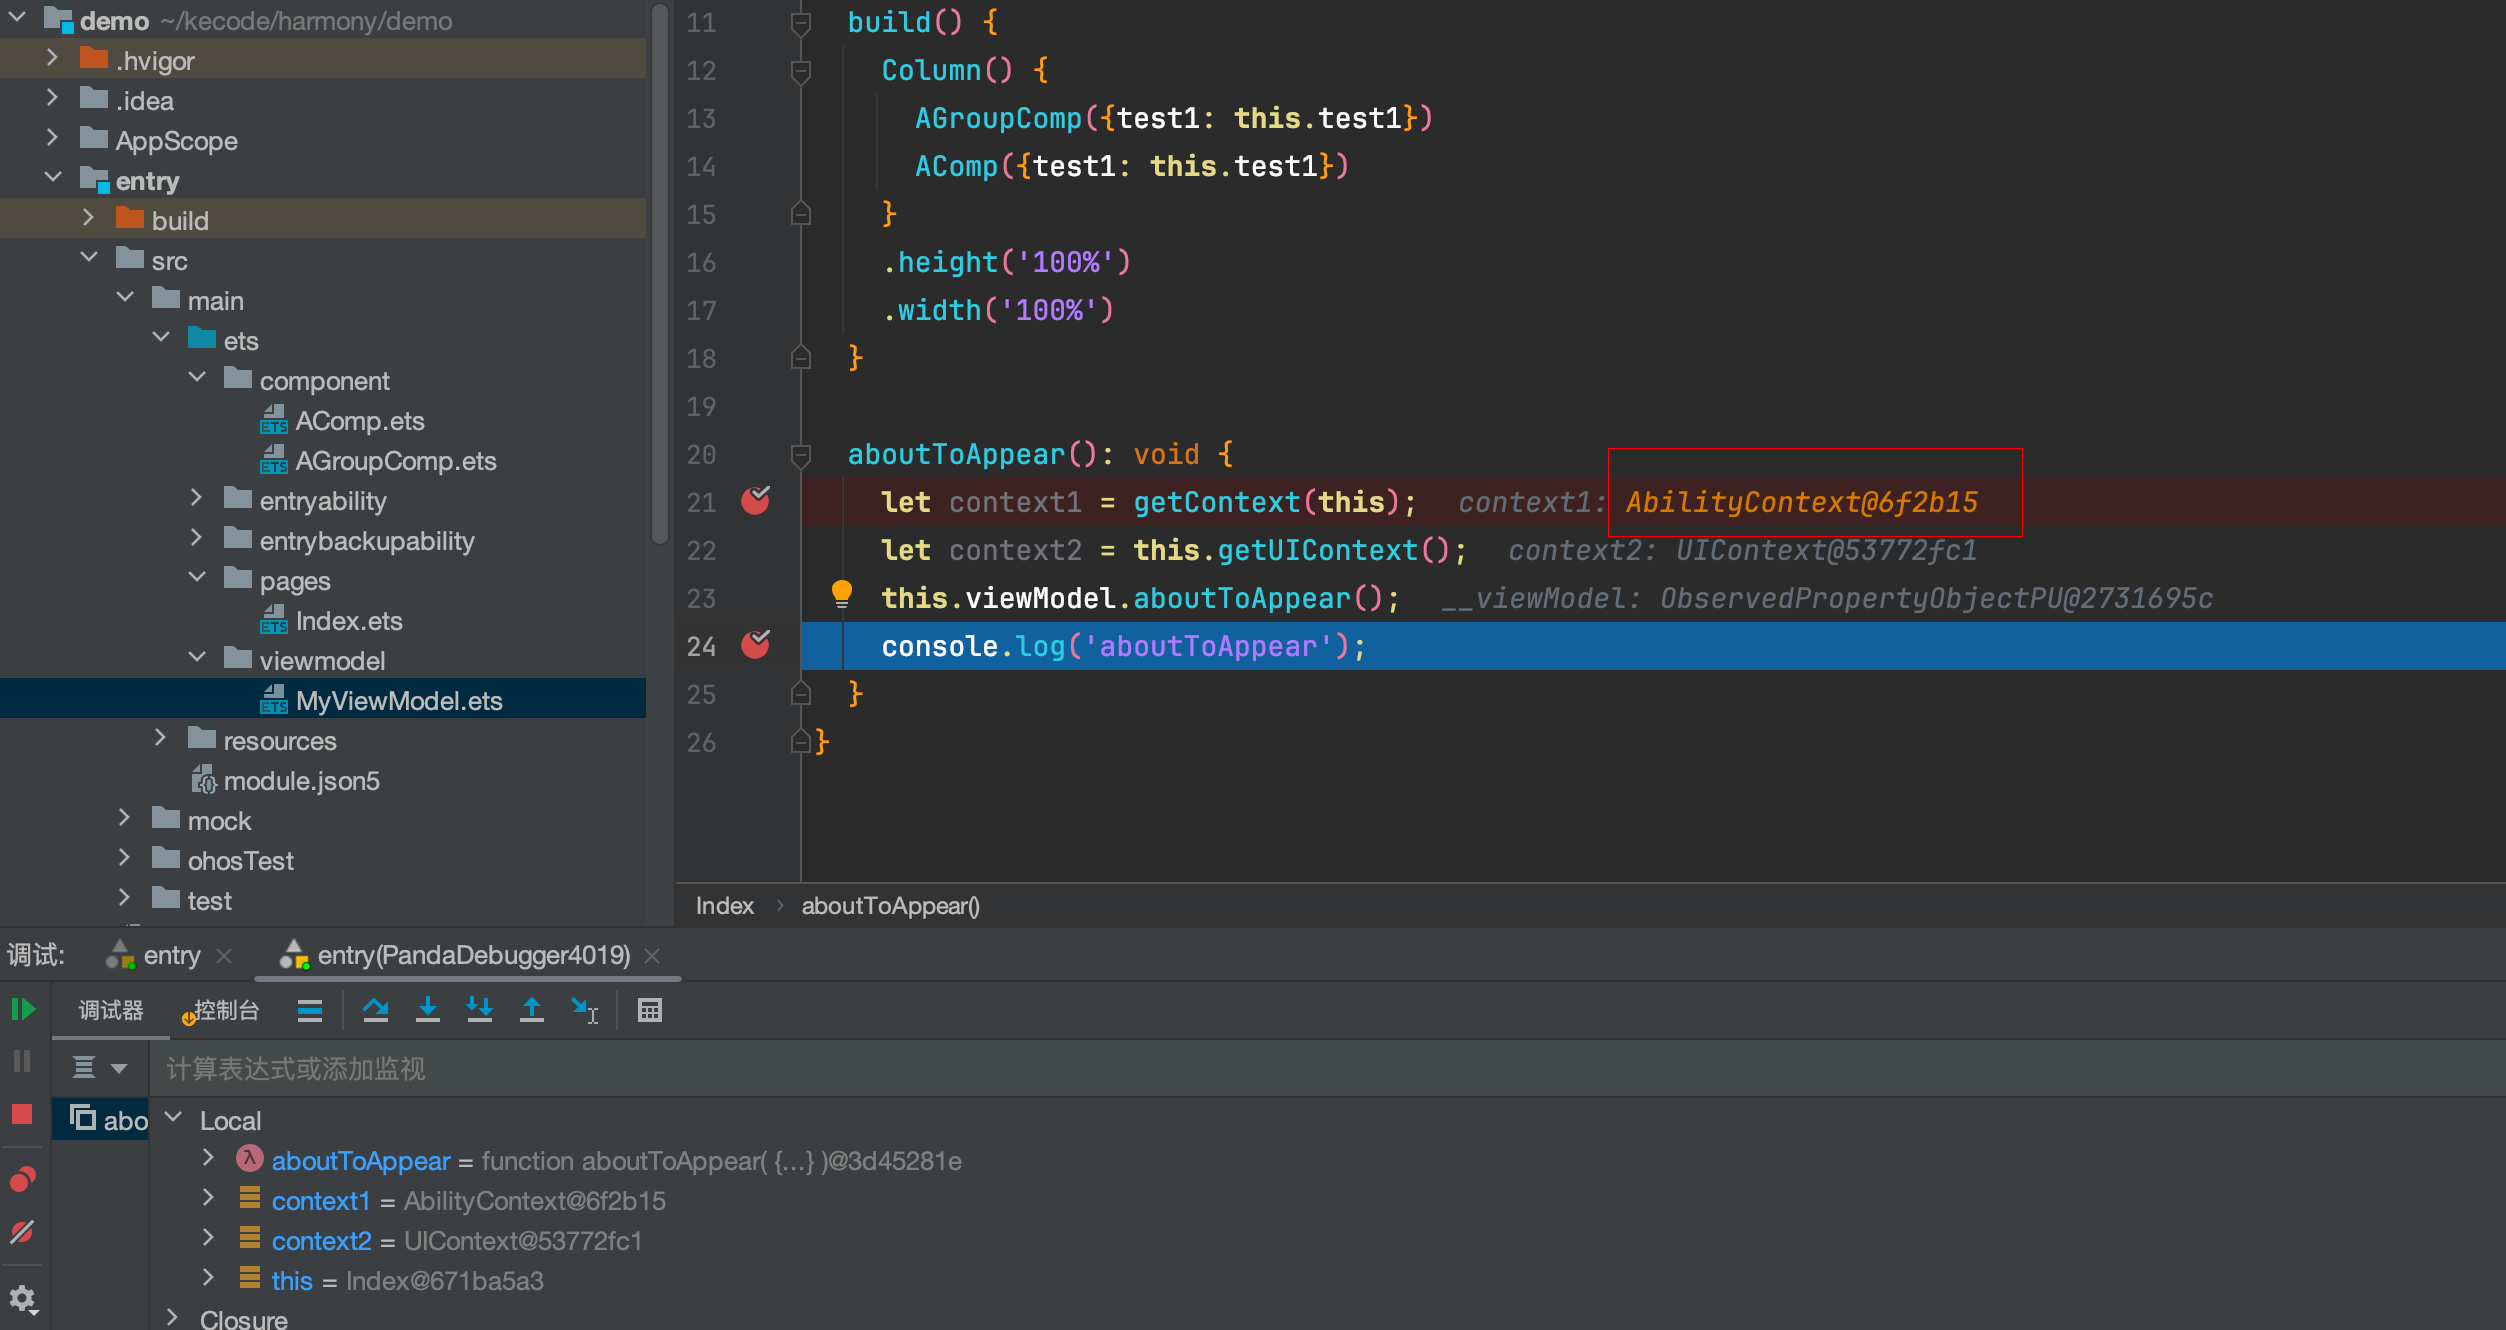 demo ~/kecode/harmony/demo
.hvigor
.idea
AppScope
entry
build
src
main
ets
component
AComp.ets
AGroupComp.ets
entryability
entrybackupability
pages
Index.ets
viewmodel
MyViewModel.ets
resources
module.json5
mock
ohosTest
test
11 build() {
12 Column() {
13 AGroupComp({test1: this.test1})
14 AComp({test1: this.test1})
15 }
16 .height('100%')
17 .width('100%')
18 }
19
20 aboutToAppear(): void {
21 let context1 = getContext(this); context1: AbilityContext@6f2b15
22 let context2 = this.getUIContext(); context2: UIContext@53772fc1
23 this.viewModel.aboutToAppear(); __viewModel: ObservedPropertyObjectPU@2731695c
24 console.log('aboutToAppear');
25 }
26 }
Index › aboutToAppear()
调试: entry entry(PandaDebugger4019)
调试器 控制台
计算表达式或添加监视
abo
Local
λ aboutToAppear = function aboutToAppear( {...} )@3d45281e
context1 = AbilityContext@6f2b15
context2 = UIContext@53772fc1
this = Index@671ba5a3
Closure